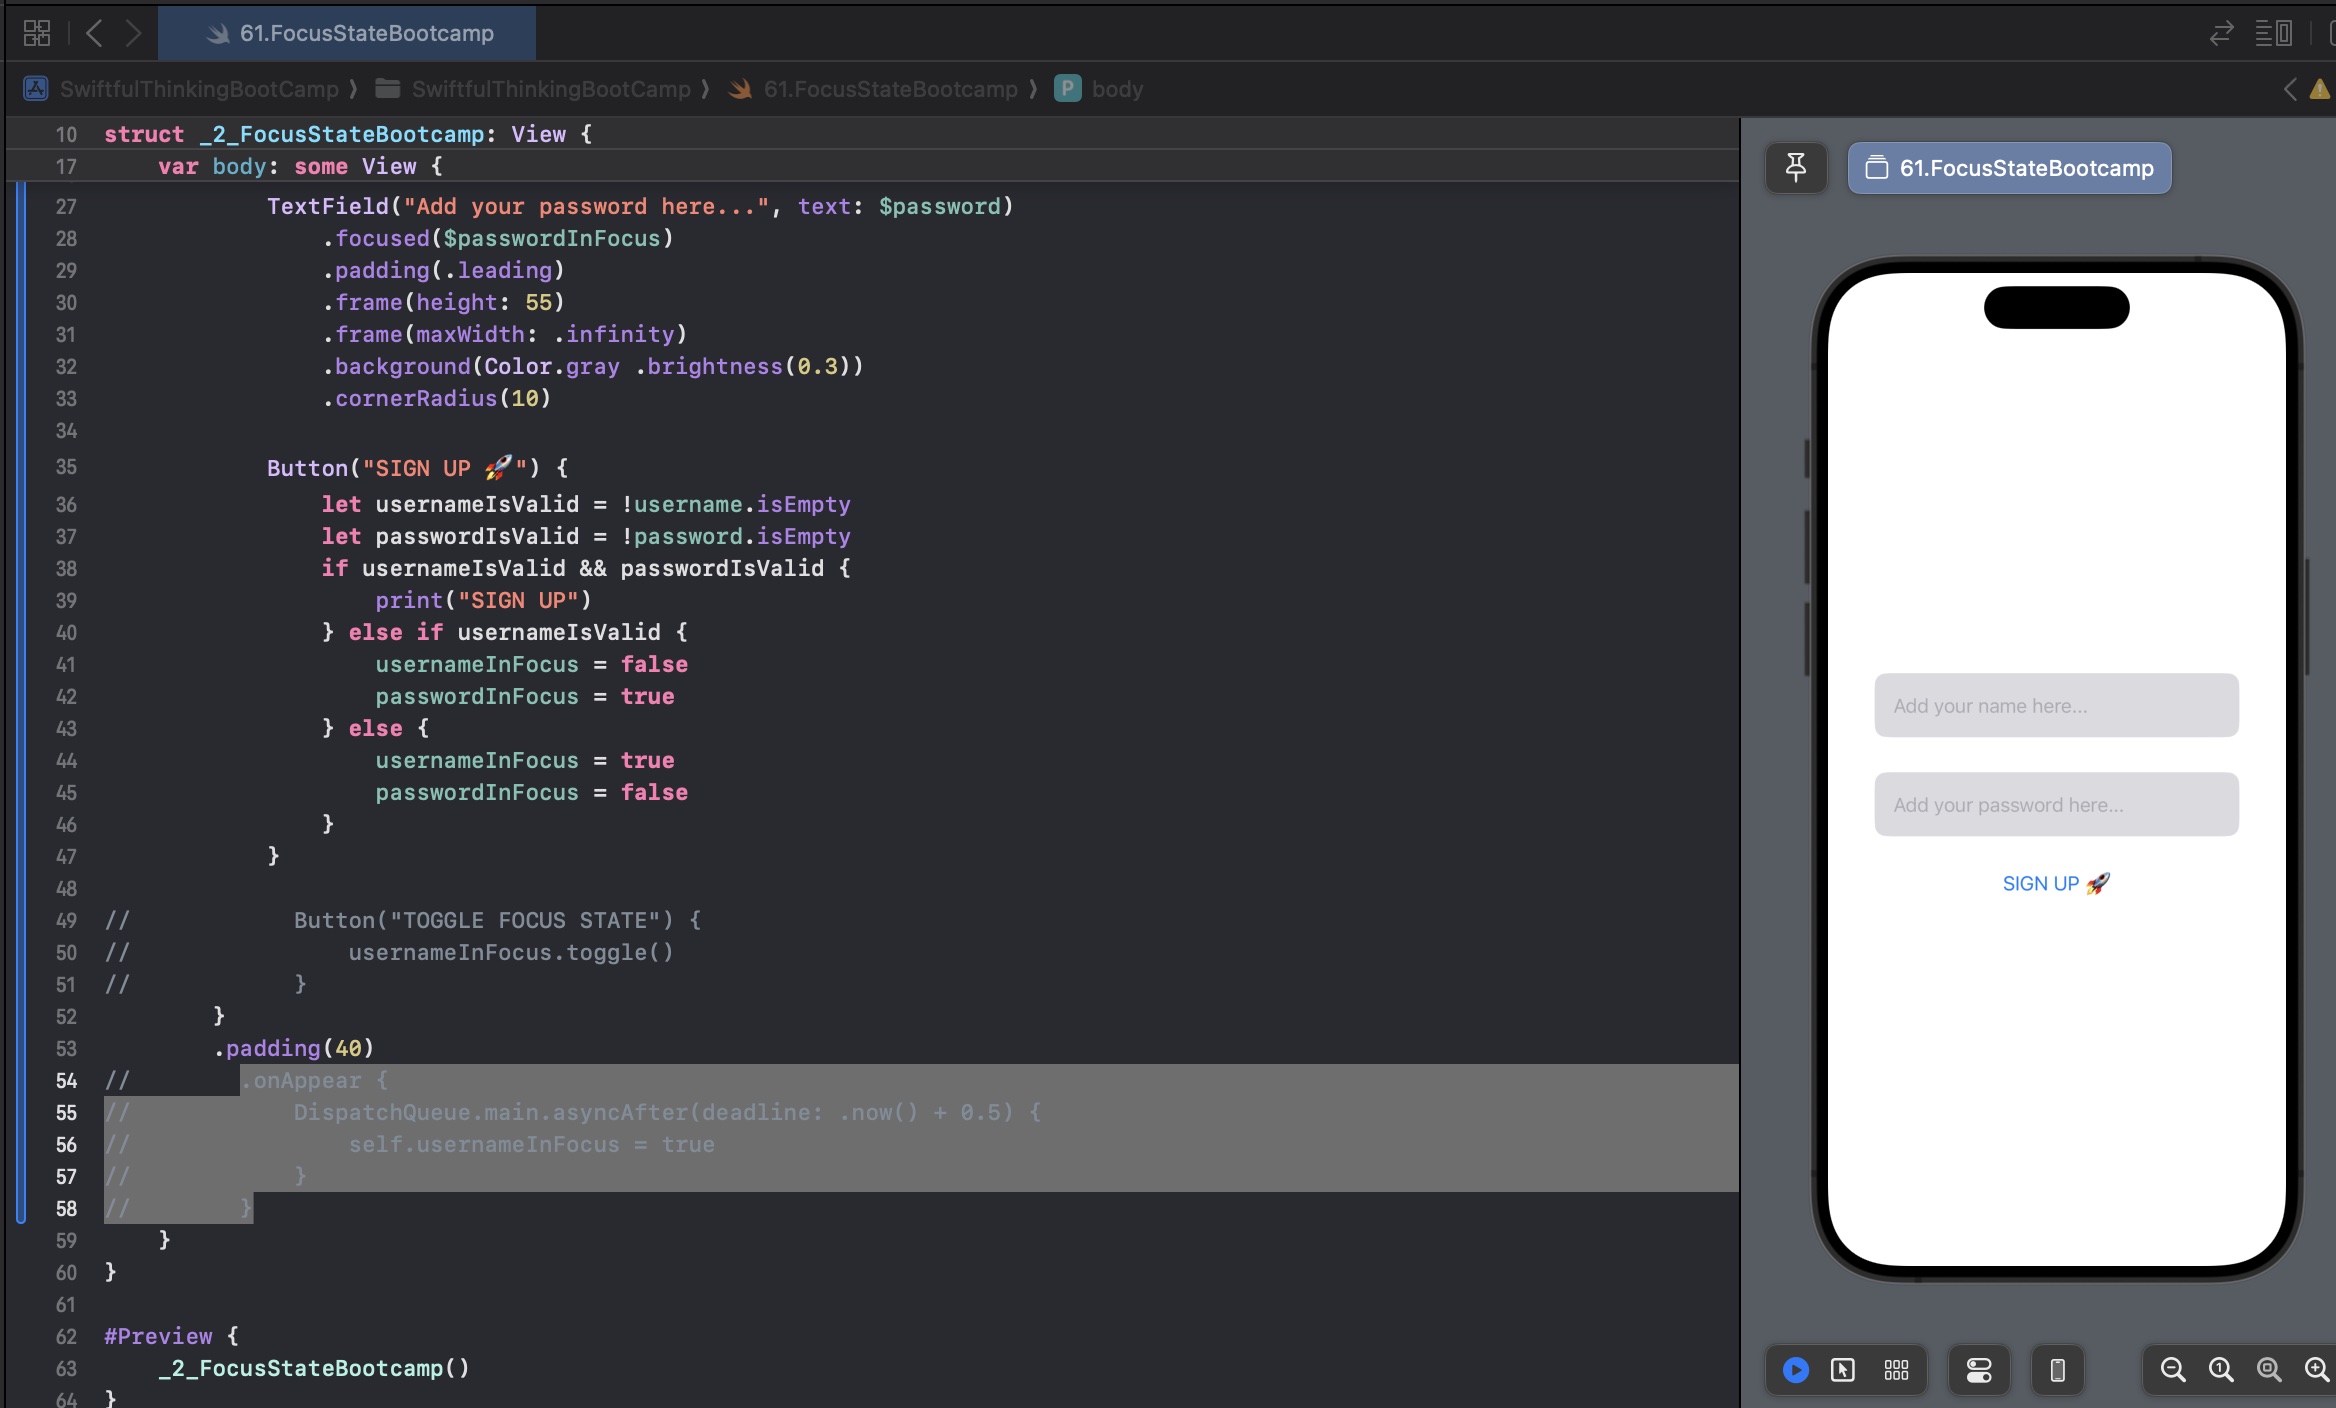 61.FocusStateBootcamp
SwiftfulThinkingBootCamp ⟩ SwiftfulThinkingBootCamp ⟩ 61.FocusStateBootcamp ⟩ P body
10 struct _2_FocusStateBootcamp: View {
17     var body: some View {
27             TextField("Add your password here...", text: $password)
28                 .focused($passwordInFocus)
29                 .padding(.leading)
30                 .frame(height: 55)
31                 .frame(maxWidth: .infinity)
32                 .background(Color.gray .brightness(0.3))
33                 .cornerRadius(10)
34
35             Button("SIGN UP 🚀") {
36                 let usernameIsValid = !username.isEmpty
37                 let passwordIsValid = !password.isEmpty
38                 if usernameIsValid && passwordIsValid {
39                     print("SIGN UP")
40                 } else if usernameIsValid {
41                     usernameInFocus = false
42                     passwordInFocus = true
43                 } else {
44                     usernameInFocus = true
45                     passwordInFocus = false
46                 }
47             }
48
49 //            Button("TOGGLE FOCUS STATE") {
50 //                usernameInFocus.toggle()
51 //            }
52         }
53         .padding(40)
54 //        .onAppear {
55 //            DispatchQueue.main.asyncAfter(deadline: .now() + 0.5) {
56 //                self.usernameInFocus = true
57 //            }
58 //        }
59     }
60 }
61
62 #Preview {
63     _2_FocusStateBootcamp()
64 }
61.FocusStateBootcamp
Add your name here...
Add your password here...
SIGN UP 🚀